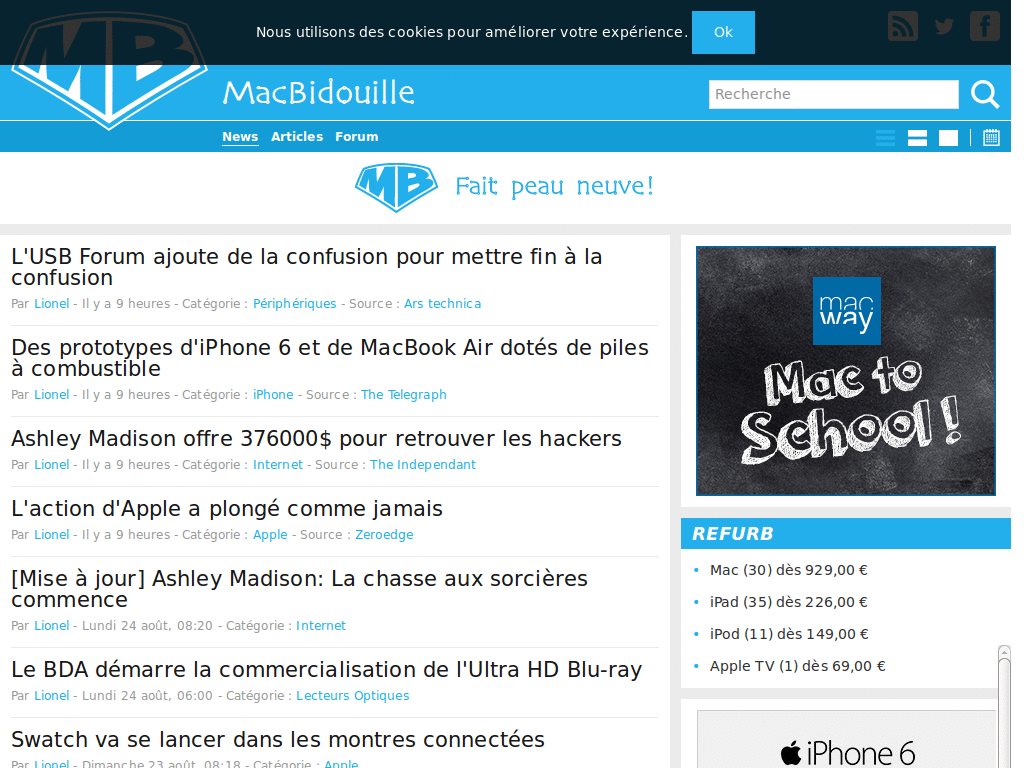 Nous utilisons des cookies pour améliorer votre expérience. Ok
MB
MacBidouille
Recherche
News Articles Forum
MB Fait peau neuve!
L'USB Forum ajoute de la confusion pour mettre fin à la
confusion
Par Lionel - Il y a 9 heures - Catégorie : Périphériques - Source : Ars technica
Des prototypes d'iPhone 6 et de MacBook Air dotés de piles
à combustible
Par Lionel - Il y a 9 heures - Catégorie : iPhone - Source : The Telegraph
Ashley Madison offre 376000$ pour retrouver les hackers
Par Lionel - Il y a 9 heures - Catégorie : Internet - Source : The Independant
L'action d'Apple a plongé comme jamais
Par Lionel - Il y a 9 heures - Catégorie : Apple - Source : Zeroedge
[Mise à jour] Ashley Madison: La chasse aux sorcières
commence
Par Lionel - Lundi 24 août, 08:20 - Catégorie : Internet
Le BDA démarre la commercialisation de l'Ultra HD Blu-ray
Par Lionel - Lundi 24 août, 06:00 - Catégorie : Lecteurs Optiques
Swatch va se lancer dans les montres connectées
Par Lionel - Dimanche 23 août, 08:18 - Catégorie : Apple
mac
way
Mac to
School !
REFURB
• Mac (30) dès 929,00 €
• iPad (35) dès 226,00 €
• iPod (11) dès 149,00 €
• Apple TV (1) dès 69,00 €
iPhone 6